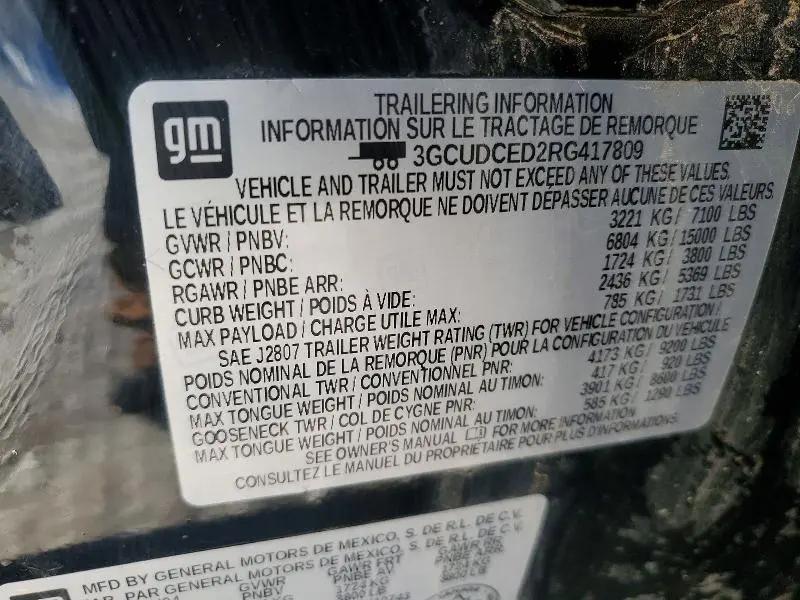 gm
TRAILERING INFORMATION
INFORMATION SUR LE TRACTAGE DE REMORQUE
3GCUDCED2RG417809
VEHICLE AND TRAILER MUST NOT EXCEED ANY OF THESE VALUES.
LE VÉHICULE ET LA REMORQUE NE DOIVENT DÉPASSER AUCUNE DE CES VALEURS.
GVWR / PNBV: 3221 KG / 7100 LBS
GCWR / PNBC: 6804 KG / 15000 LBS
RGAWR / PNBE ARR: 1724 KG / 3800 LBS
CURB WEIGHT / POIDS À VIDE: 2436 KG / 5369 LBS
MAX PAYLOAD / CHARGE UTILE MAX: 785 KG / 1731 LBS
SAE J2807 TRAILER WEIGHT RATING (TWR) FOR VEHICLE CONFIGURATION /
POIDS NOMINAL DE LA REMORQUE (PNR) POUR LA CONFIGURATION DU VÉHICULE
CONVENTIONAL TWR / CONVENTIONNEL PNR: 4173 KG / 9200 LBS
MAX TONGUE WEIGHT / POIDS NOMINAL AU TIMON: 417 KG / 920 LBS
GOOSENECK TWR / COL DE CYGNE PNR: 3901 KG / 8600 LBS
MAX TONGUE WEIGHT / POIDS NOMINAL AU TIMON: 585 KG / 1290 LBS
SEE OWNER'S MANUAL FOR MORE INFORMATION
CONSULTEZ LE MANUEL DU PROPRIÉTAIRE POUR PLUS D'INFORMATIONS.
MFD BY GENERAL MOTORS DE MEXICO, S. DE R.L. DE C.V.
PAR GENERAL MOTORS DE MEXICO, S. DE R.L. DE C.V.
GVWR GAWR FRT GAWR RR
PNBV PNBE AV PNBE ARR